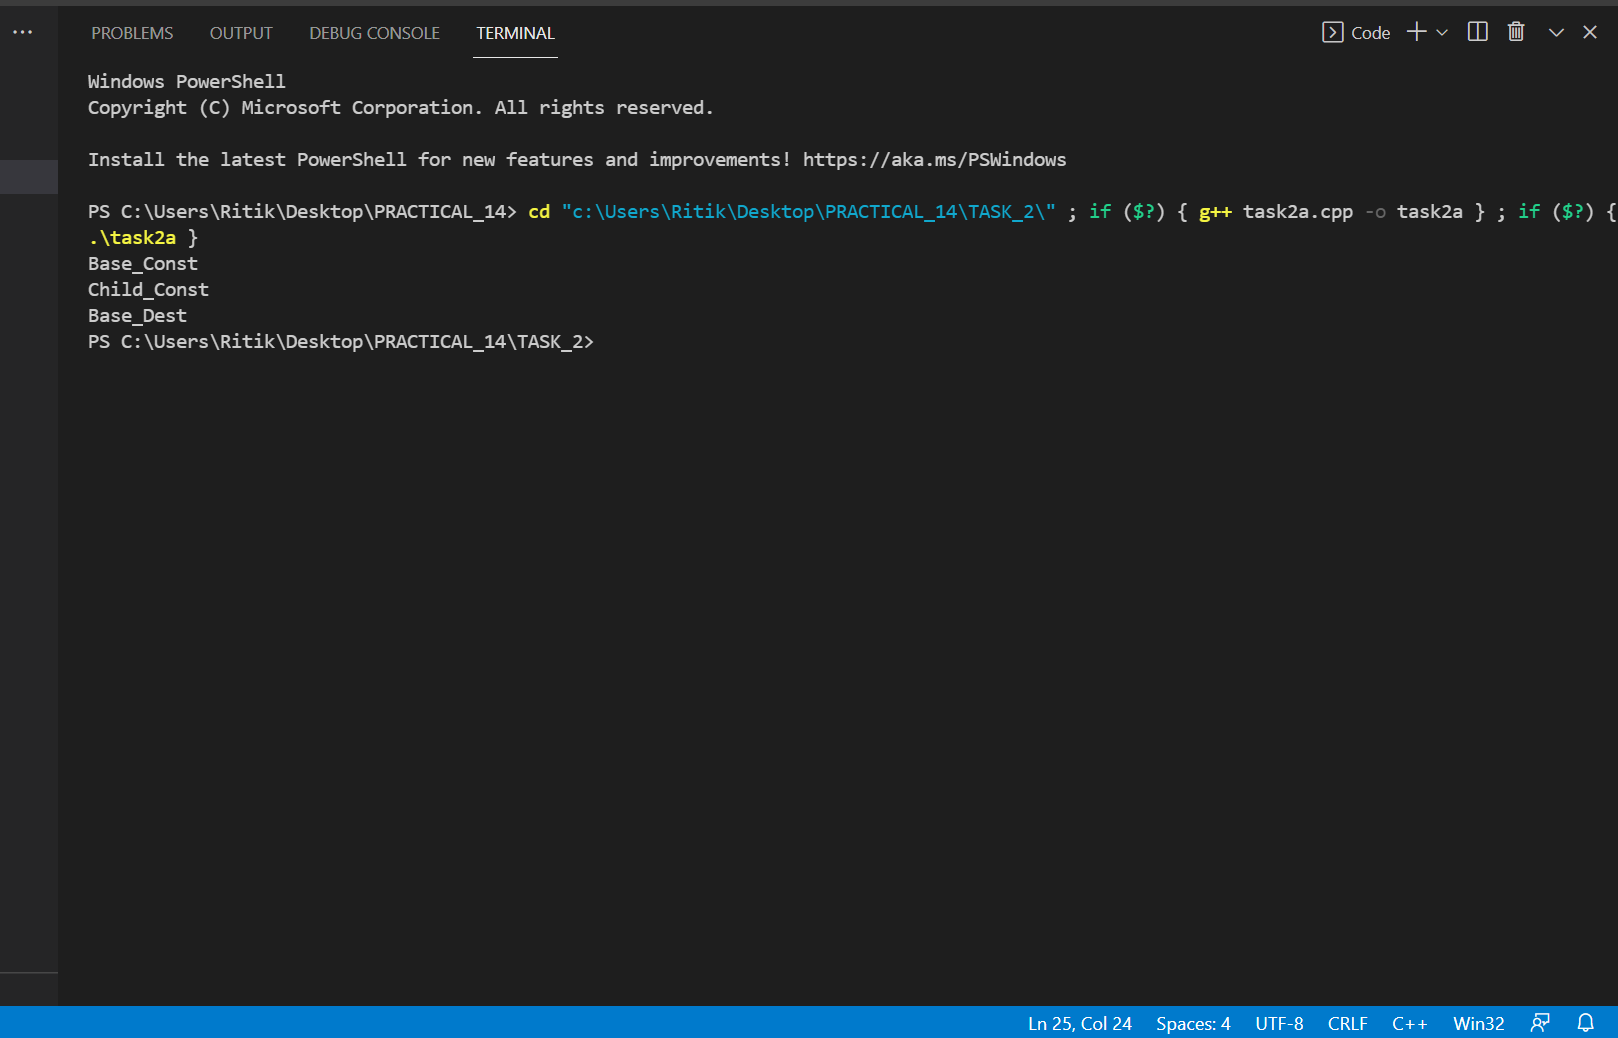 PROBLEMS OUTPUT DEBUG CONSOLE TERMINAL Code
Windows PowerShell
Copyright (C) Microsoft Corporation. All rights reserved.
Install the latest PowerShell for new features and improvements! https://aka.ms/PSWindows
PS C:\Users\Ritik\Desktop\PRACTICAL_14> cd "c:\Users\Ritik\Desktop\PRACTICAL_14\TASK_2\" ; if ($?) { g++ task2a.cpp -o task2a } ; if ($?) {
.\task2a }
Base_Const
Child_Const
Base_Dest
PS C:\Users\Ritik\Desktop\PRACTICAL_14\TASK_2>
Ln 25, Col 24 Spaces: 4 UTF-8 CRLF C++ Win32